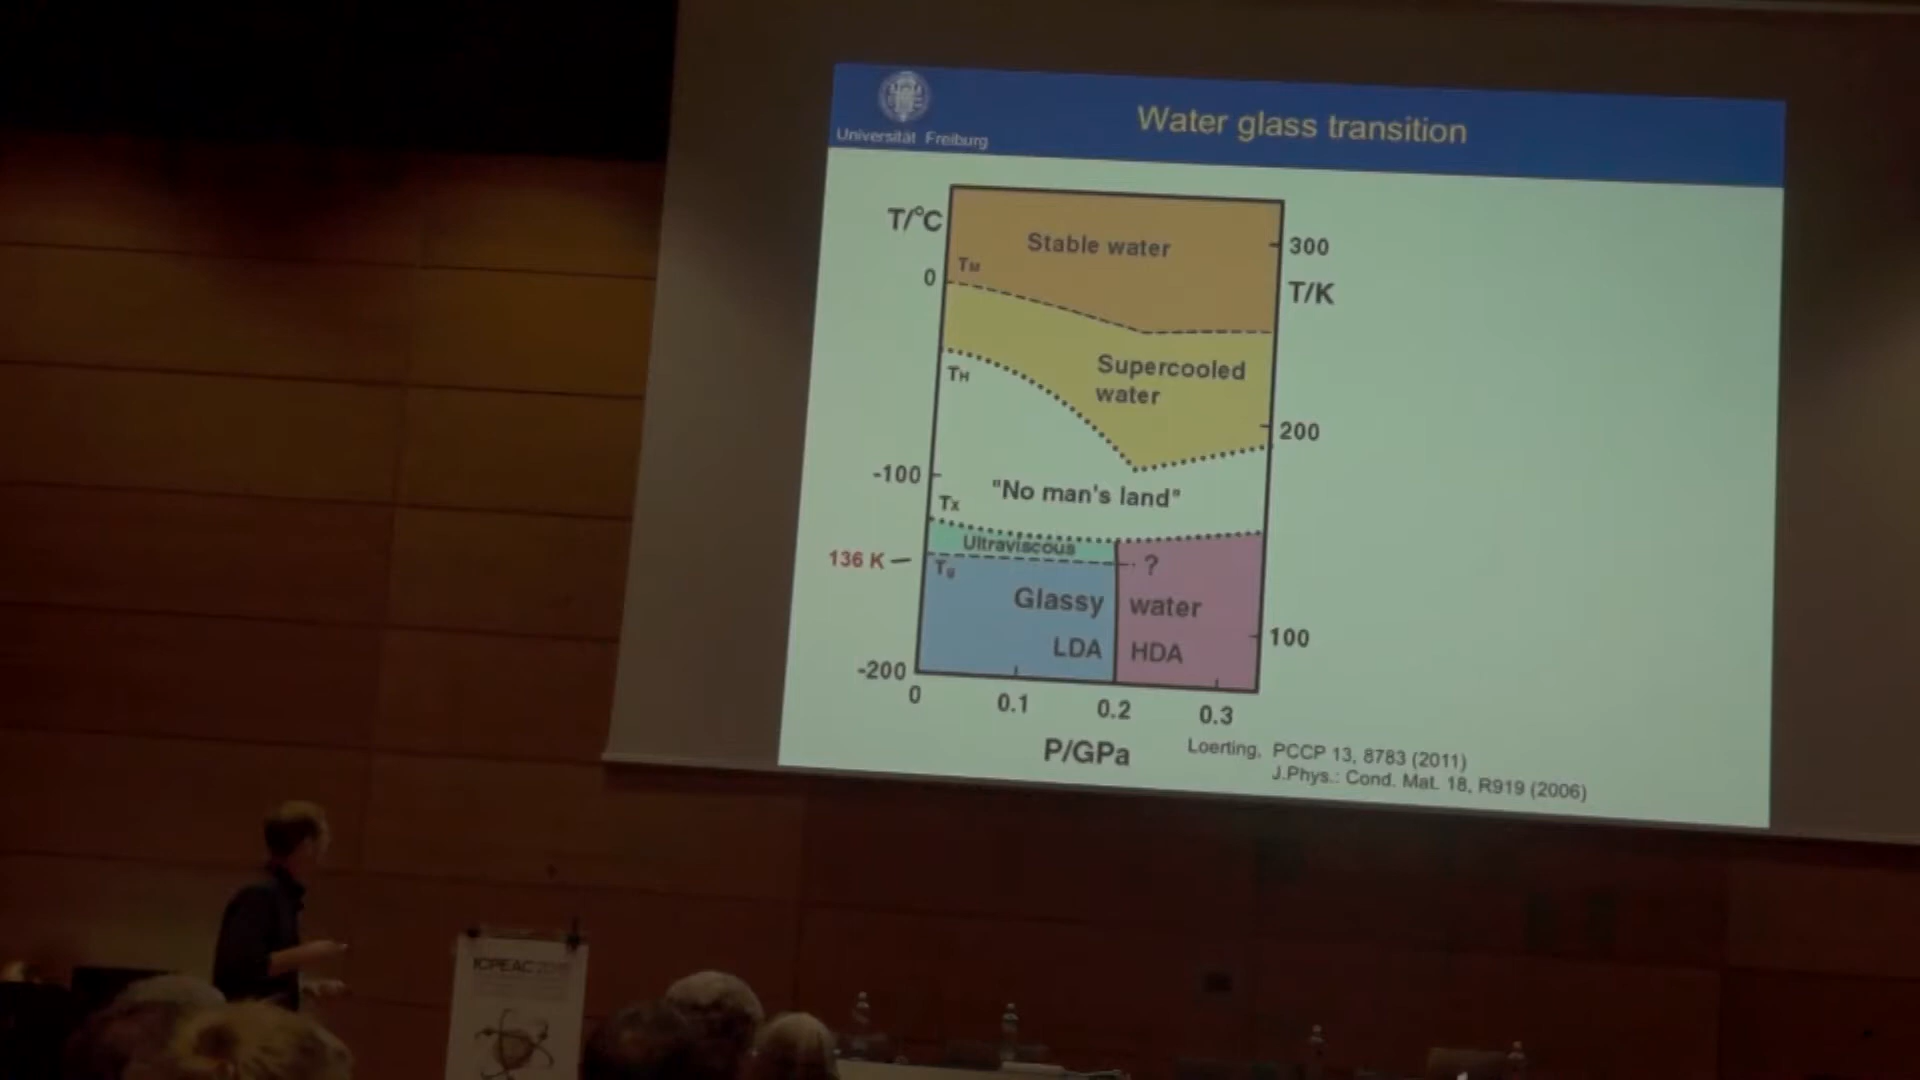 Universität Freiburg
Water glass transition
T/°C
Stable water
300
TM
0
T/K
Supercooled
water
TH
200
-100
"No man's land"
Tx
Ultraviscous
136 K
Tg
?
Glassy water
100
LDA HDA
-200
0 0.1 0.2 0.3
P/GPa
Loerting, PCCP 13, 8783 (2011)
J.Phys.: Cond. Mat. 18, R919 (2006)
ICPEAC